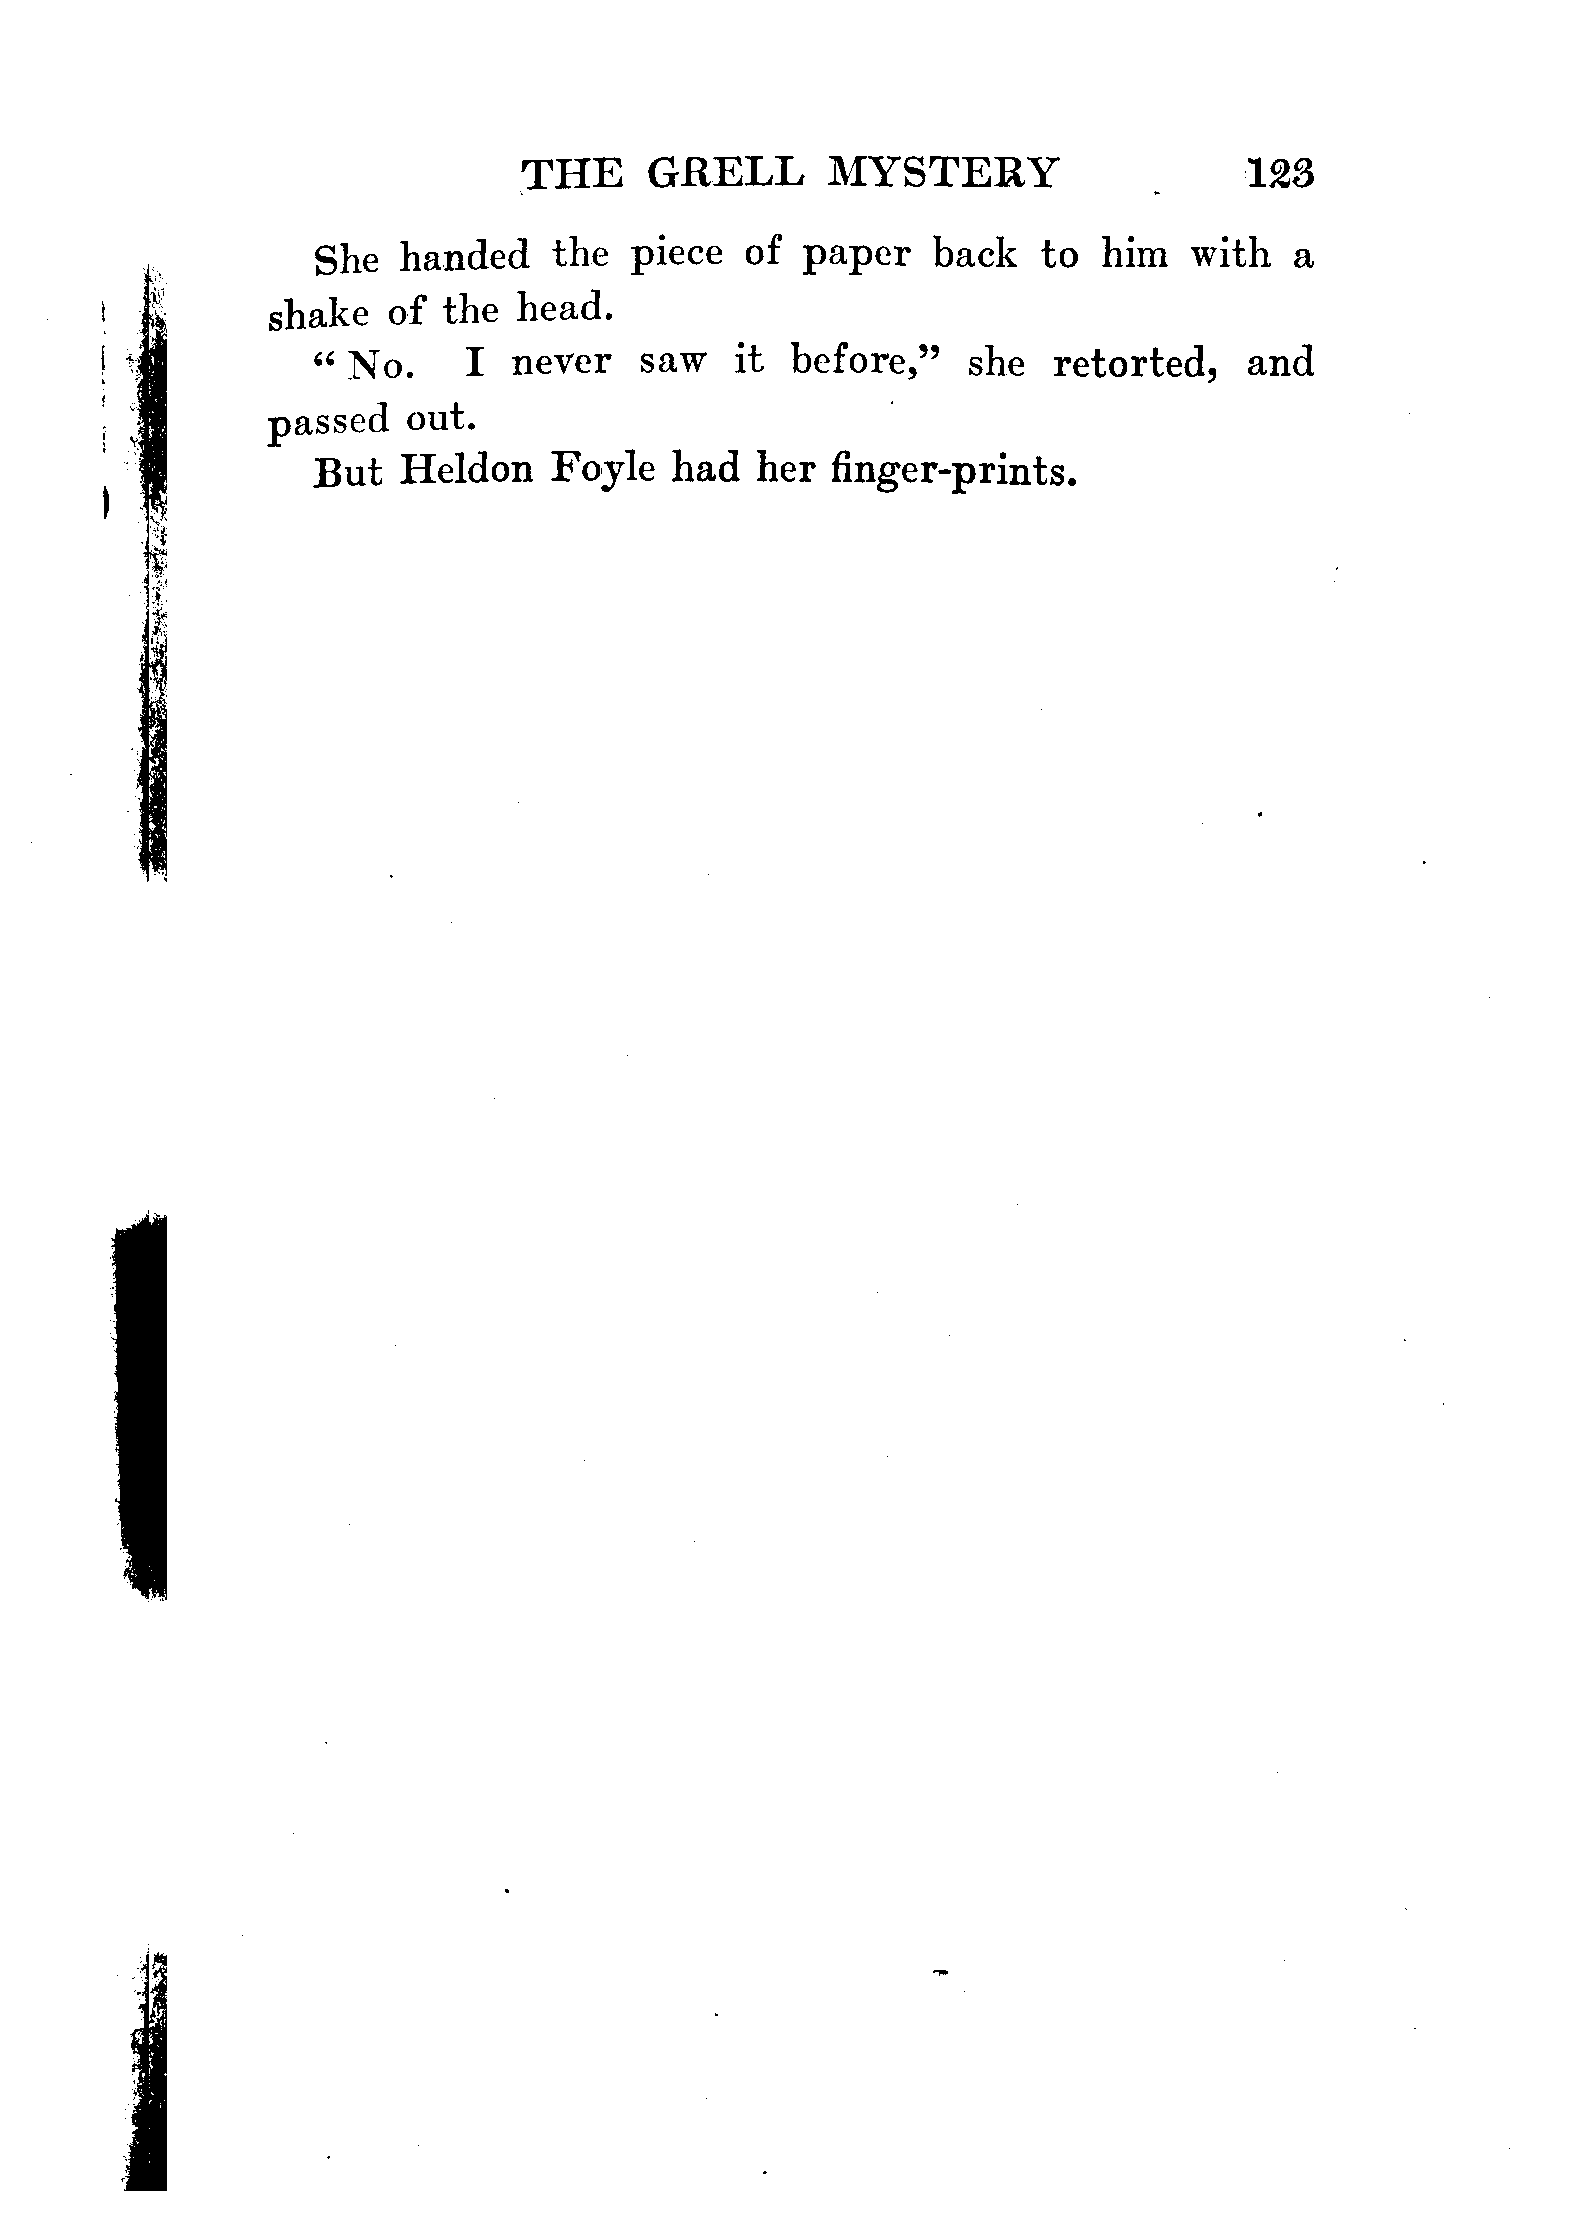 THE GRELL MYSTERY 123
She handed the piece of paper back to him with a
shake of the head.
“No. I never saw it before,” she retorted, and
passed out.
But Heldon Foyle had her finger-prints.